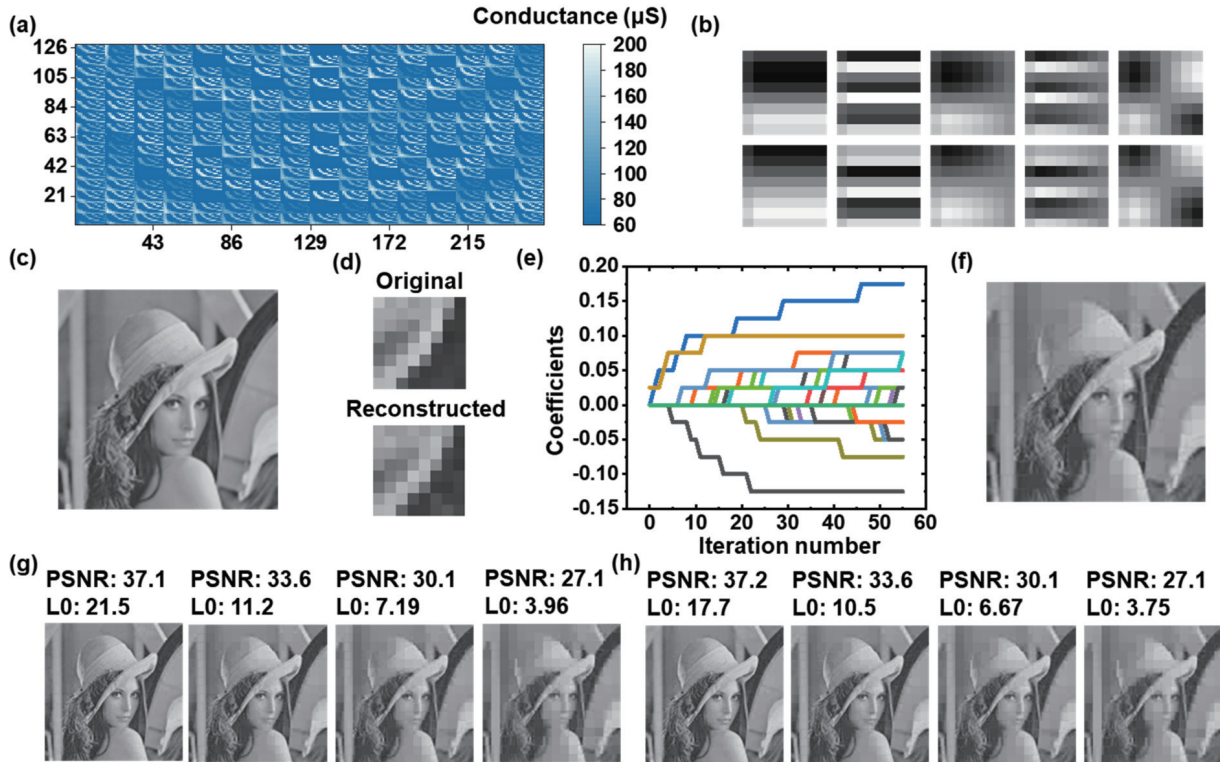 (a)
Conductance (µS)
126
105
84
63
42
21
43
86
129
172
215
200
180
160
140
120
100
80
60
(b)
(c)
(d)
Original
Reconstructed
(e)
0.20
0.15
0.10
0.05
0.00
-0.05
-0.10
-0.15
Coefficients
0
10
20
30
40
50
60
Iteration number
(f)
(g)
PSNR: 37.1
L0: 21.5
PSNR: 33.6
L0: 11.2
PSNR: 30.1
L0: 7.19
PSNR: 27.1
L0: 3.96
(h)
PSNR: 37.2
L0: 17.7
PSNR: 33.6
L0: 10.5
PSNR: 30.1
L0: 6.67
PSNR: 27.1
L0: 3.75